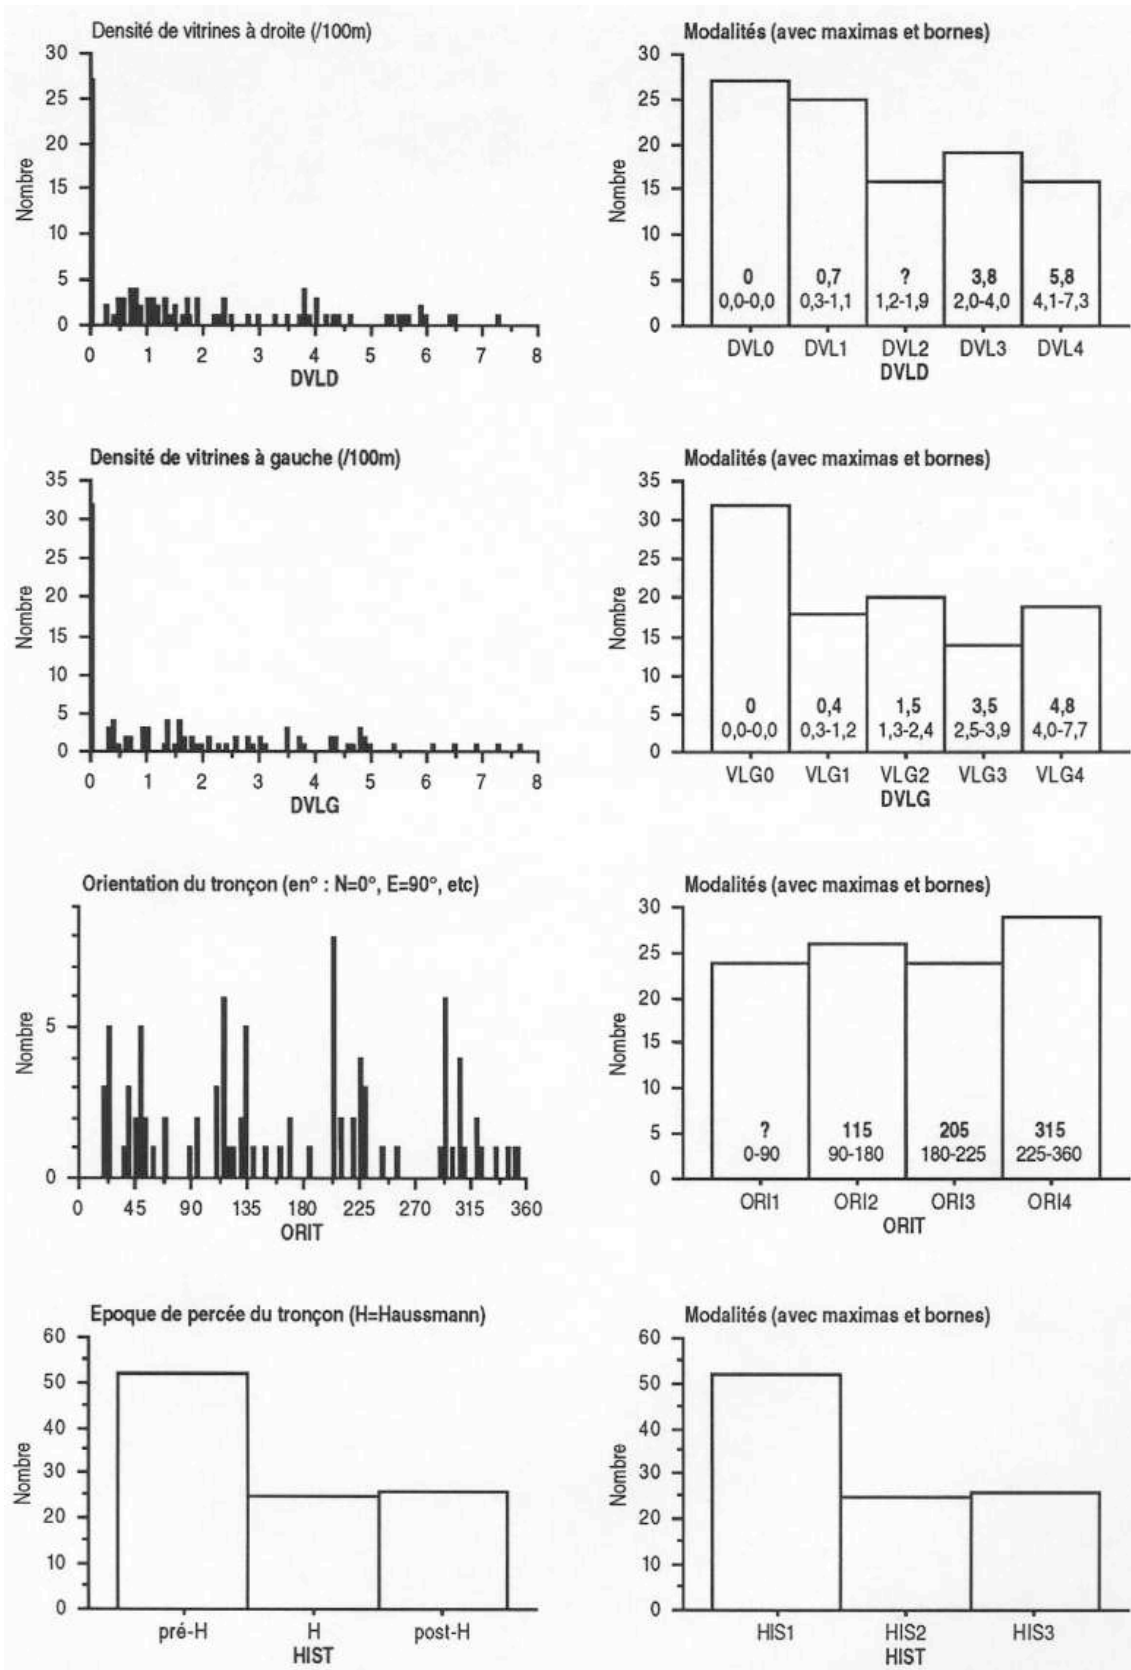 Densité de vitrines à droite (/100m)
30
25
20
15
10
5
0
Nombre
0 1 2 3 4 5 6 7 8
DVLD
Modalités (avec maximas et bornes)
30
25
20
15
10
5
0
Nombre
0 0,7 ? 3,8 5,8
0,0-0,0 0,3-1,1 1,2-1,9 2,0-4,0 4,1-7,3
DVL0 DVL1 DVL2 DVL3 DVL4
DVLD
Densité de vitrines à gauche (/100m)
35
30
25
20
15
10
5
0
Nombre
0 1 2 3 4 5 6 7 8
DVLG
Modalités (avec maximas et bornes)
35
30
25
20
15
10
5
0
Nombre
0 0,4 1,5 3,5 4,8
0,0-0,0 0,3-1,2 1,3-2,4 2,5-3,9 4,0-7,7
VLG0 VLG1 VLG2 VLG3 VLG4
DVLG
Orientation du tronçon (en° : N=0°, E=90°, etc)
5
0
Nombre
0 45 90 135 180 225 270 315 360
ORIT
Modalités (avec maximas et bornes)
30
25
20
15
10
5
0
Nombre
? 115 205 315
0-90 90-180 180-225 225-360
ORI1 ORI2 ORI3 ORI4
ORIT
Epoque de percée du tronçon (H=Haussmann)
60
50
40
30
20
10
0
Nombre
pré-H H post-H
HIST
Modalités (avec maximas et bornes)
60
50
40
30
20
10
0
Nombre
HIS1 HIS2 HIS3
HIST